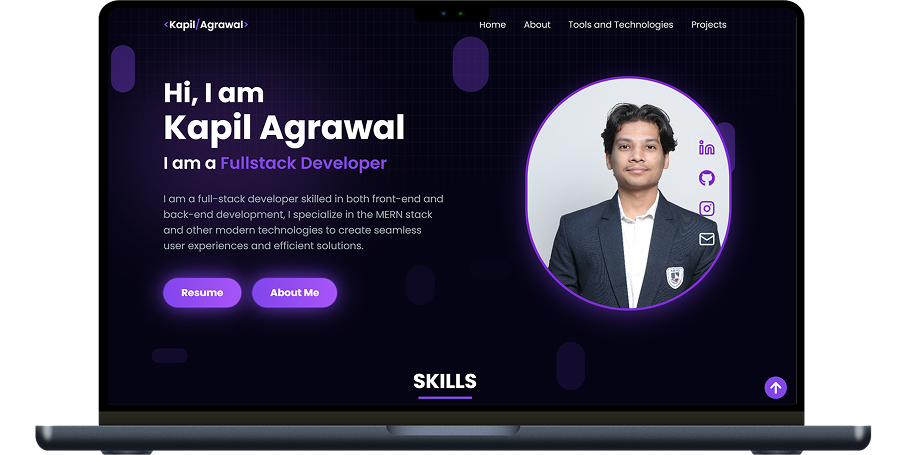 <Kapil/Agrawal>
Home About Tools and Technologies Projects
Hi, I am
Kapil Agrawal
I am a Fullstack Developer
I am a full-stack developer skilled in both front-end and
back-end development, I specialize in the MERN stack
and other modern technologies to create seamless
user experiences and efficient solutions.
Resume About Me
in
SKILLS